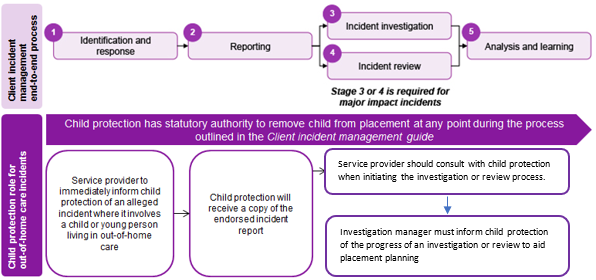 Client incident
management
end-to-end process
1
Identification and
response
2
Reporting
3
Incident investigation
4
Incident review
5
Analysis and learning
Stage 3 or 4 is required for
major impact incidents
Child protection role for
out-of-home care incidents
Child protection has statutory authority to remove child from placement at any point during the process
outlined in the Client incident management guide
Service provider to
immediately inform child
protection of an alleged
incident where it involves
a child or young person
living in out-of-home
care
Child protection will
receive a copy of the
endorsed incident
report
Service provider should consult with child protection
when initiating the investigation or review process.
Investigation manager must inform child protection
of the progress of an investigation or review to aid
placement planning